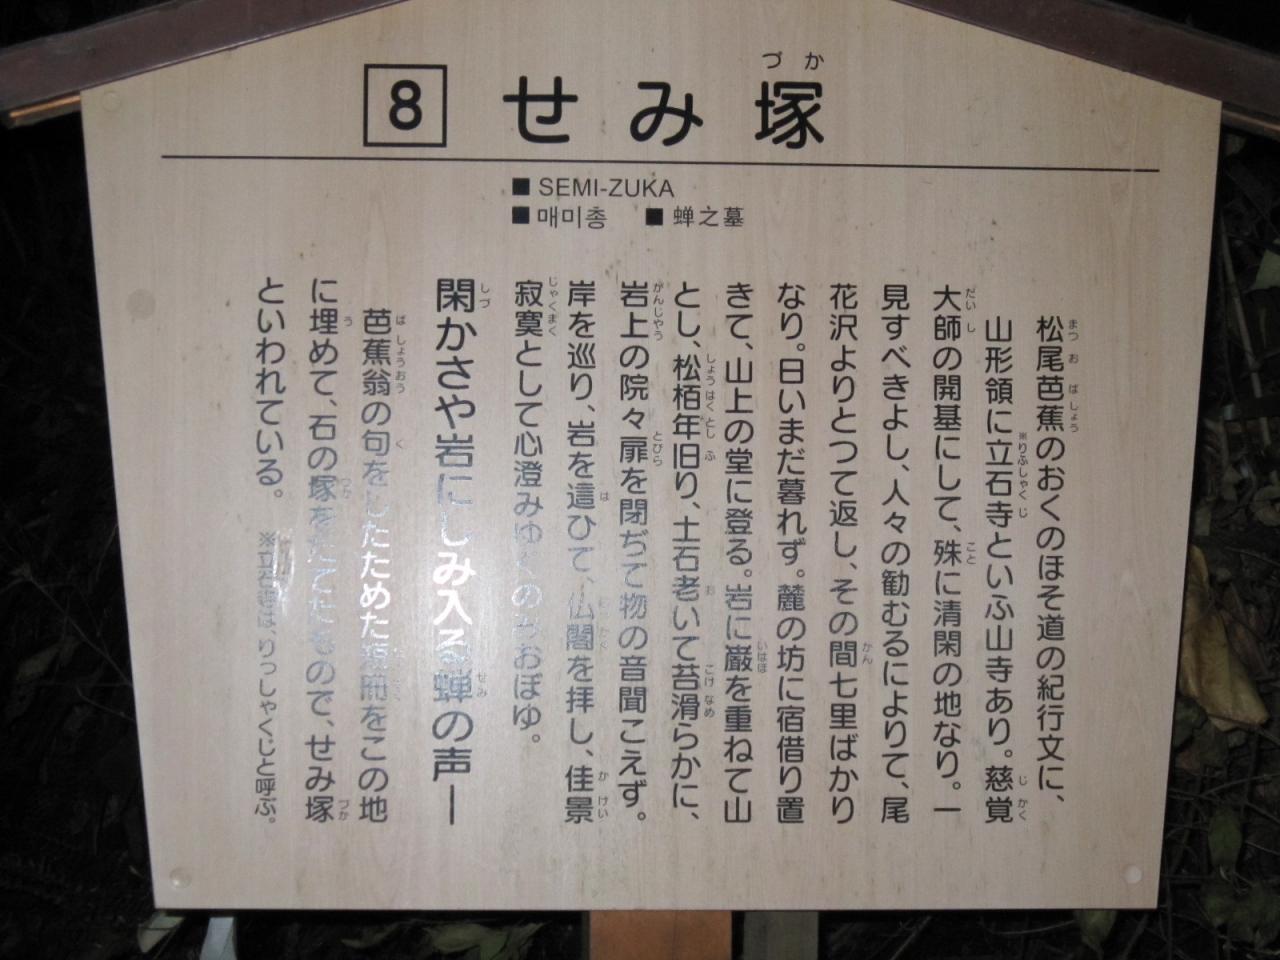 8 せみ塚
づか
■ SEMI-ZUKA
■ 매미총 ■ 蝉之墓
松尾芭蕉のおくのほそ道の紀行文に、
山形領に立石寺といふ山寺あり。慈覚
大師の開基にして、殊に清閑の地なり。一
見すべきよし、人々の勧むるによりて、尾
花沢よりとつて返し、その間七里ばかり
なり。日いまだ暮れず。麓の坊に宿借り置
きて、山上の堂に登る。岩に巌を重ねて山
とし、松栢年旧り、土石老いて苔滑らかに、
岩上の院々扉を閉ぢて物の音聞こえず。
岸を巡り、岩を這ひて、仏閣を拝し、佳景
寂寞として心澄みゆくのみおぼゆ。
閑かさや岩にしみ入る蝉の声ー
芭蕉翁の句をしたためた短冊をこの地
に埋めて、石の塚をたてたもので、せみ塚
といわれている。 ※立石寺は、りっしゃくじと呼ぶ。